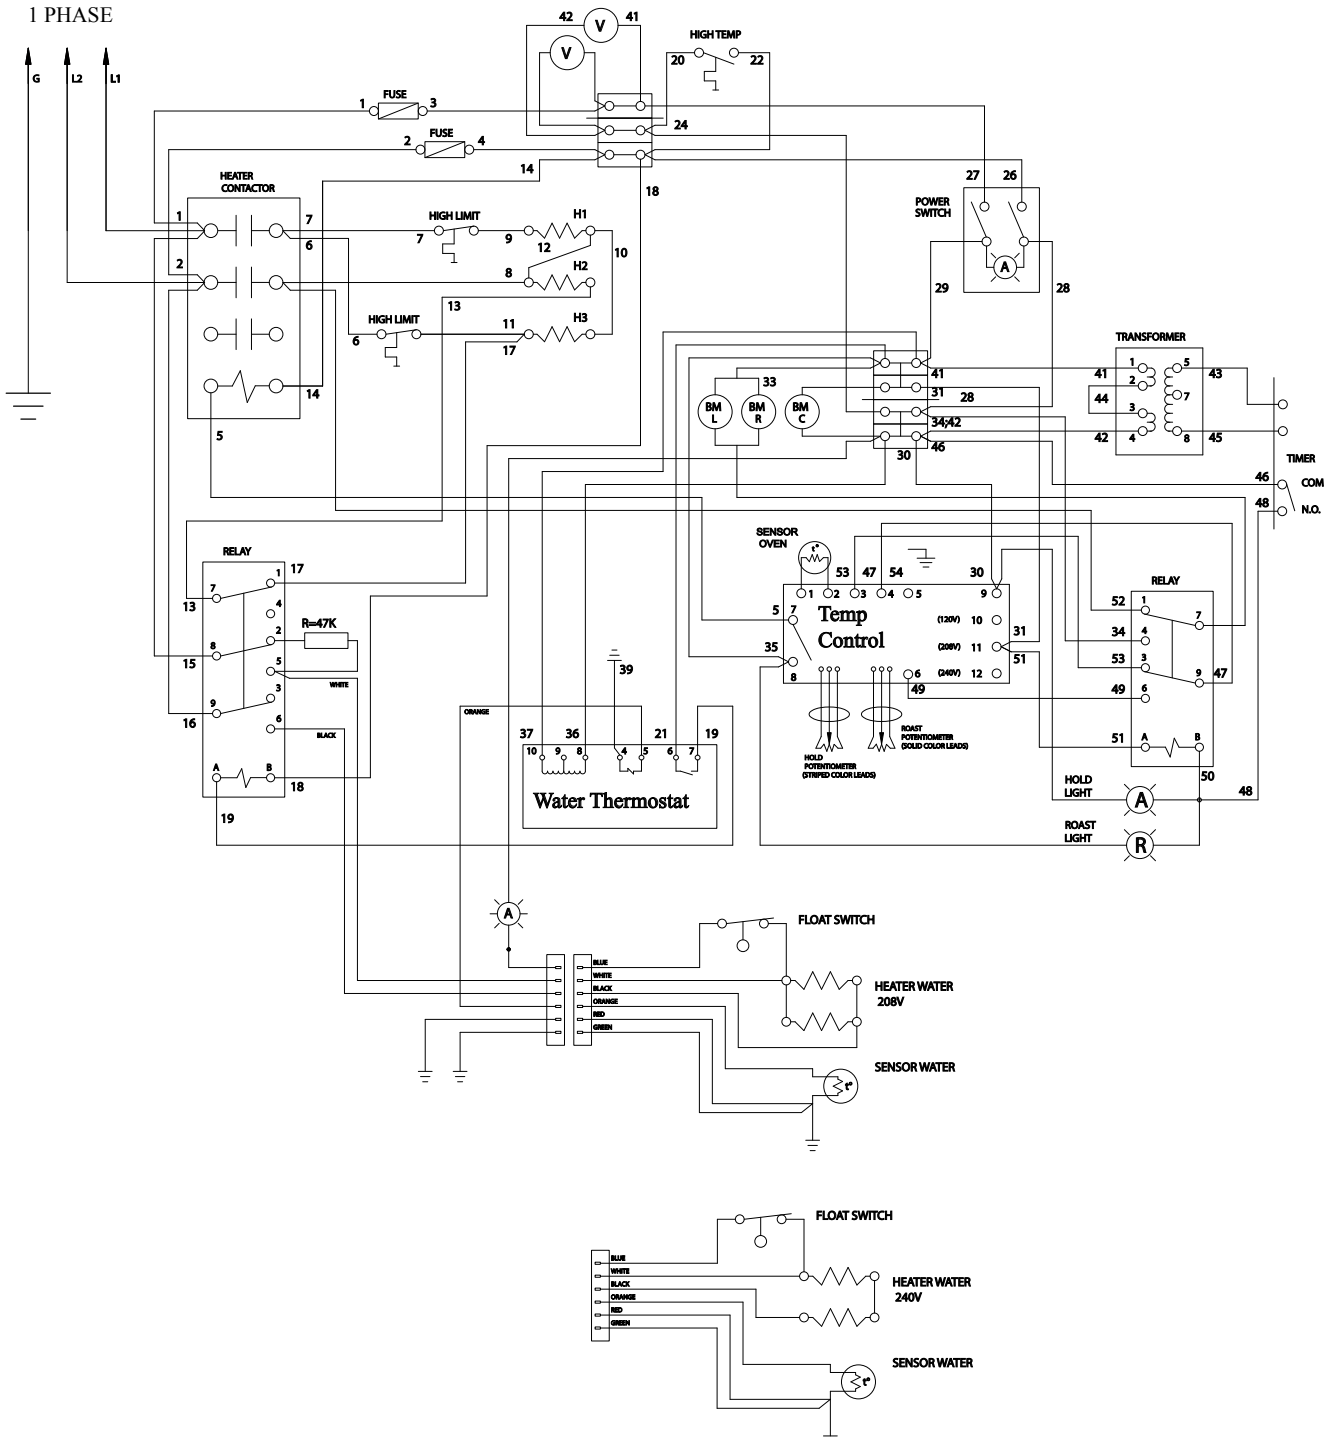 1 PHASE
42
41
V
V
HIGH TEMP
20
22
G
L2
L1
FUSE
1
3
FUSE
2
4
24
14
18
HEATER
CONTACTOR
1
7
6
2
14
5
HIGH LIMIT
7
9
12
H1
10
8
H2
13
HIGH LIMIT
6
11
17
H3
27
26
POWER
SWITCH
A
29
28
TRANSFORMER
41
1
2
44
3
42
4
5
7
8
43
45
33
BM
L
BM
R
BM
C
41
31
28
34;42
46
30
TIMER
46
COM
48
N.O.
RELAY
1
17
7
13
4
2
R=47K
8
15
5
WHITE
3
9
16
6
BLACK
A
B
18
19
SENSOR
OVEN
t°
53
47
54
30
1
2
3
4
5
9
5
7
Temp
Control
(120V)
10
31
35
(208V)
11
51
8
6
(240V)
12
49
HOLD
POTENTIOMETER
(STRIPED COLOR LEADS)
ROAST
POTENTIOMETER
(SOLID COLOR LEADS)
RELAY
52
1
7
34
4
53
3
9
47
49
6
51
A
B
50
HOLD
LIGHT
A
48
ROAST
LIGHT
R
39
ORANGE
37
36
21
19
10
9
8
4
5
6
7
Water Thermostat
A
FLOAT SWITCH
BLUE
WHITE
BLACK
ORANGE
RED
GREEN
HEATER WATER
208V
SENSOR WATER
t°
FLOAT SWITCH
BLUE
WHITE
BLACK
ORANGE
RED
GREEN
HEATER WATER
240V
SENSOR WATER
t°